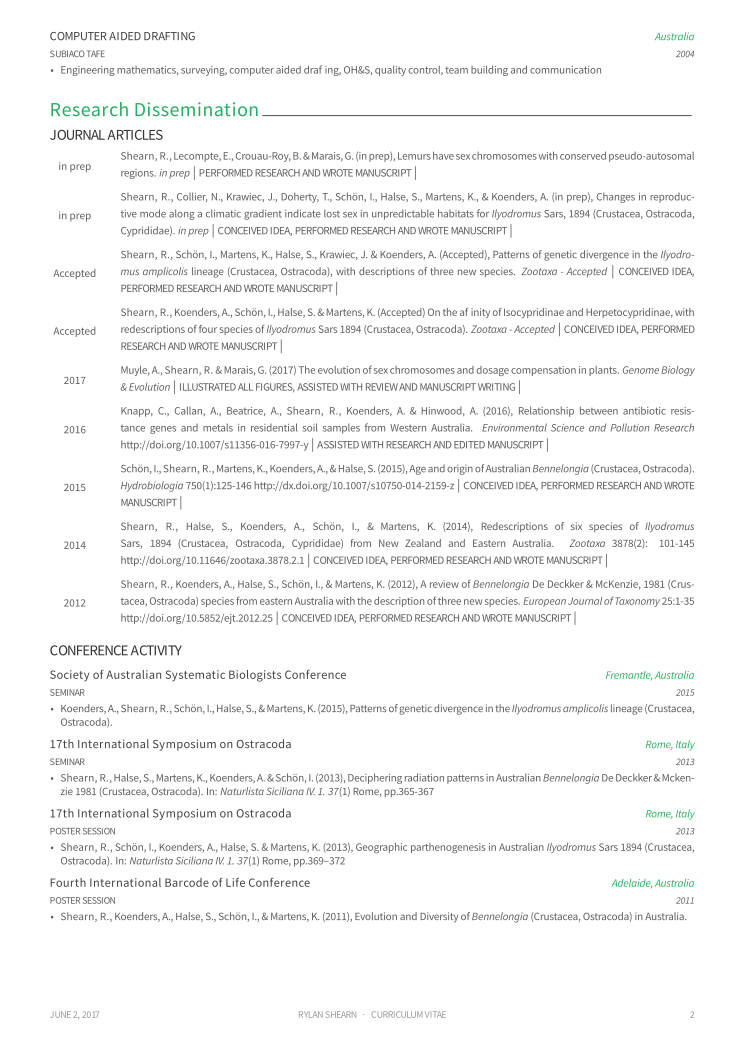 COMPUTER AIDED DRAFTING Australia
SUBIACO TAFE 2004
• Engineering mathematics, surveying, computer aided draf ing, OH&S, quality control, team building and communication
Research Dissemination
JOURNAL ARTICLES
in prep Shearn, R., Lecompte, E., Crouau-Roy, B. & Marais, G. (in prep), Lemurs have sex chromosomes with conserved pseudo-autosomal
regions. in prep | PERFORMED RESEARCH AND WROTE MANUSCRIPT |
in prep Shearn, R., Collier, N., Krawiec, J., Doherty, T., Schön, I., Halse, S., Martens, K., & Koenders, A. (in prep), Changes in reproduc-
tive mode along a climatic gradient indicate lost sex in unpredictable habitats for Ilyodromus Sars, 1894 (Crustacea, Ostracoda,
Cyprididae). in prep | CONCEIVED IDEA, PERFORMED RESEARCH AND WROTE MANUSCRIPT |
Accepted Shearn, R., Schön, I., Martens, K., Halse, S., Krawiec, J. & Koenders, A. (Accepted), Patterns of genetic divergence in the Ilyodro-
mus amplicolis lineage (Crustacea, Ostracoda), with descriptions of three new species. Zootaxa - Accepted | CONCEIVED IDEA,
PERFORMED RESEARCH AND WROTE MANUSCRIPT |
Accepted Shearn, R., Koenders, A., Schön, I., Halse, S. & Martens, K. (Accepted) On the af inity of Isocypridinae and Herpetocypridinae, with
redescriptions of four species of Ilyodromus Sars 1894 (Crustacea, Ostracoda). Zootaxa - Accepted | CONCEIVED IDEA, PERFORMED
RESEARCH AND WROTE MANUSCRIPT |
2017 Muyle, A., Shearn, R. & Marais, G. (2017) The evolution of sex chromosomes and dosage compensation in plants. Genome Biology
& Evolution | ILLUSTRATED ALL FIGURES, ASSISTED WITH REVIEW AND MANUSCRIPT WRITING |
2016 Knapp, C., Callan, A., Beatrice, A., Shearn, R., Koenders, A. & Hinwood, A. (2016), Relationship between antibiotic resis-
tance genes and metals in residential soil samples from Western Australia. Environmental Science and Pollution Research
http://doi.org/10.1007/s11356-016-7997-y | ASSISTED WITH RESEARCH AND EDITED MANUSCRIPT |
2015 Schön, I., Shearn, R., Martens, K., Koenders, A., & Halse, S. (2015), Age and origin of Australian Bennelongia (Crustacea, Ostracoda).
Hydrobiologia 750(1):125-146 http://dx.doi.org/10.1007/s10750-014-2159-z | CONCEIVED IDEA, PERFORMED RESEARCH AND WROTE
MANUSCRIPT |
2014 Shearn, R., Halse, S., Koenders, A., Schön, I., & Martens, K. (2014), Redescriptions of six species of Ilyodromus
Sars, 1894 (Crustacea, Ostracoda, Cyprididae) from New Zealand and Eastern Australia. Zootaxa 3878(2): 101-145
http://doi.org/10.11646/zootaxa.3878.2.1 | CONCEIVED IDEA, PERFORMED RESEARCH AND WROTE MANUSCRIPT |
2012 Shearn, R., Koenders, A., Halse, S., Schön, I., & Martens, K. (2012), A review of Bennelongia De Deckker & McKenzie, 1981 (Crus-
tacea, Ostracoda) species from eastern Australia with the description of three new species. European Journal of Taxonomy 25:1-35
http://doi.org/10.5852/ejt.2012.25 | CONCEIVED IDEA, PERFORMED RESEARCH AND WROTE MANUSCRIPT |
CONFERENCE ACTIVITY
Society of Australian Systematic Biologists Conference Fremantle, Australia
SEMINAR 2015
• Koenders, A., Shearn, R., Schön, I., Halse, S., & Martens, K. (2015), Patterns of genetic divergence in the Ilyodromus amplicolis lineage (Crustacea,
Ostracoda).
17th International Symposium on Ostracoda Rome, Italy
SEMINAR 2013
• Shearn, R., Halse, S., Martens, K., Koenders, A. & Schön, I. (2013), Deciphering radiation patterns in Australian Bennelongia De Deckker & Mcken-
zie 1981 (Crustacea, Ostracoda). In: Naturlista Siciliana IV. 1. 37(1) Rome, pp.365-367
17th International Symposium on Ostracoda Rome, Italy
POSTER SESSION 2013
• Shearn, R., Schön, I., Koenders, A., Halse, S. & Martens, K. (2013), Geographic parthenogenesis in Australian Ilyodromus Sars 1894 (Crustacea,
Ostracoda). In: Naturlista Siciliana IV. 1. 37(1) Rome, pp.369–372
Fourth International Barcode of Life Conference Adelaide, Australia
POSTER SESSION 2011
• Shearn, R., Koenders, A., Halse, S., Schön, I., & Martens, K. (2011), Evolution and Diversity of Bennelongia (Crustacea, Ostracoda) in Australia.
JUNE 2, 2017 RYLAN SHEARN · CURRICULUM VITAE 2